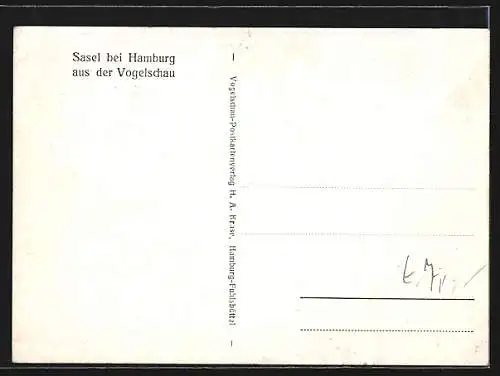 Sasel bei Hamburg
aus der Vogelschau
Vogelschau-Postkartenverlag H. A. Kruse, Hamburg-Fuhlsbüttel